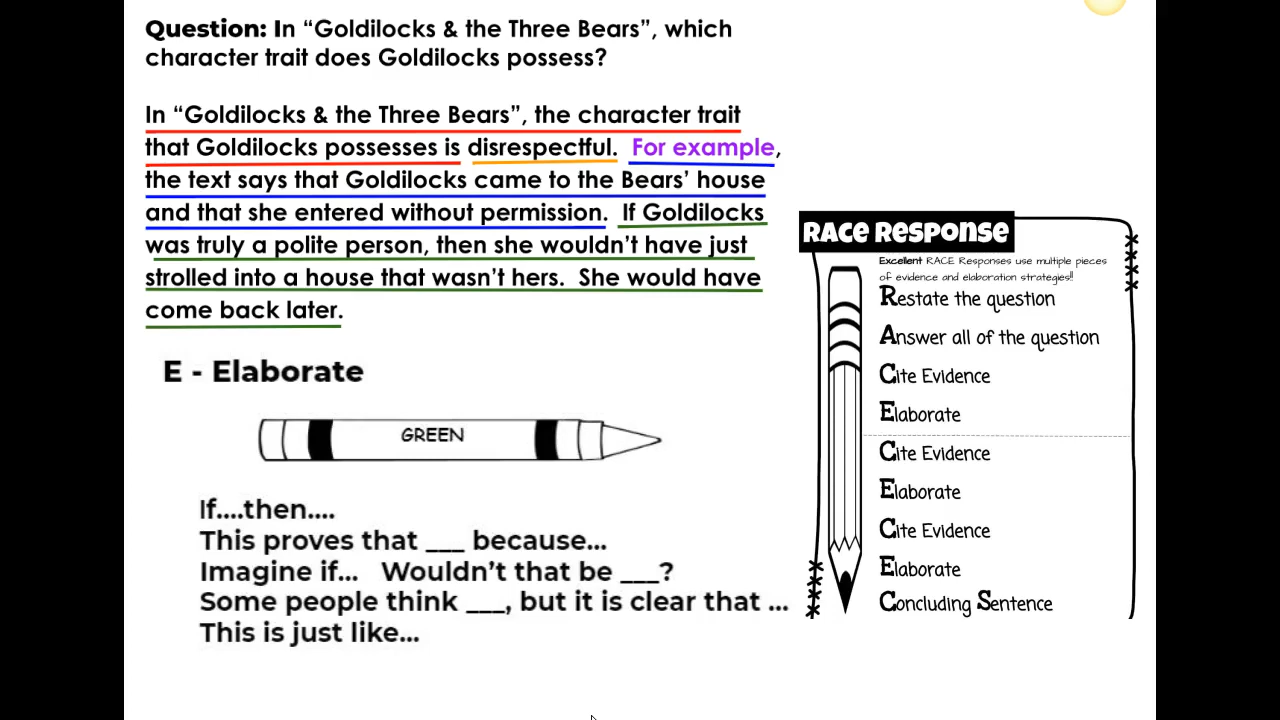 Question: In “Goldilocks & the Three Bears”, which
character trait does Goldilocks possess?
In “Goldilocks & the Three Bears”, the character trait
that Goldilocks possesses is disrespectful. For example,
the text says that Goldilocks came to the Bears’ house
and that she entered without permission. If Goldilocks
was truly a polite person, then she wouldn’t have just
strolled into a house that wasn’t hers. She would have
come back later.
E - Elaborate
GREEN
If....then....
This proves that ___ because...
Imagine if... Wouldn’t that be ___?
Some people think ___, but it is clear that ...
This is just like...
RACE RESPONSE
Excellent RACE Responses use multiple pieces
of evidence and elaboration strategies!!
Restate the question
Answer all of the question
Cite Evidence
Elaborate
Cite Evidence
Elaborate
Cite Evidence
Elaborate
Concluding Sentence